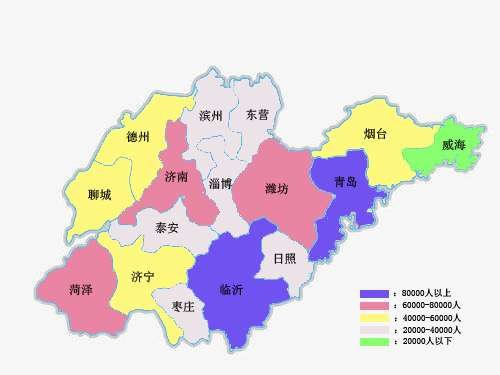 滨州
东营
德州
烟台
威海
济南
聊城
淄博
潍坊
青岛
泰安
日照
济宁
菏泽
临沂
枣庄
：80000人以上
：60000-80000人
：40000-60000人
：20000-40000人
：20000人以下